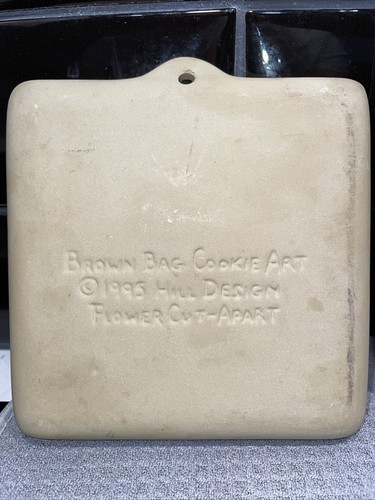 BROWN BAG COOKIE ART
© 1995 HILL DESIGN
FLOWER CUT-APART